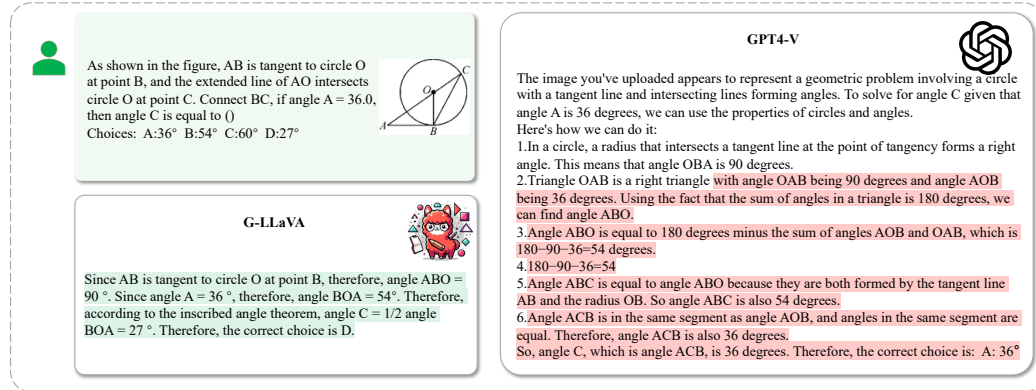 As shown in the figure, AB is tangent to circle O
at point B, and the extended line of AO intersects
circle O at point C. Connect BC, if angle A = 36.0,
then angle C is equal to ()
Choices: A:36° B:54° C:60° D:27°
A
B
C
O
G-LLaVA
Since AB is tangent to circle O at point B, therefore, angle ABO =
90 °. Since angle A = 36 °, therefore, angle BOA = 54°. Therefore,
according to the inscribed angle theorem, angle C = 1/2 angle
BOA = 27 °. Therefore, the correct choice is D.
GPT4-V
The image you've uploaded appears to represent a geometric problem involving a circle
with a tangent line and intersecting lines forming angles. To solve for angle C given that
angle A is 36 degrees, we can use the properties of circles and angles.
Here's how we can do it:
1.In a circle, a radius that intersects a tangent line at the point of tangency forms a right
angle. This means that angle OBA is 90 degrees.
2.Triangle OAB is a right triangle with angle OAB being 90 degrees and angle AOB
being 36 degrees. Using the fact that the sum of angles in a triangle is 180 degrees, we
can find angle ABO.
3.Angle ABO is equal to 180 degrees minus the sum of angles AOB and OAB, which is
180−90−36=54 degrees.
4.180−90−36=54
5.Angle ABC is equal to angle ABO because they are both formed by the tangent line
AB and the radius OB. So angle ABC is also 54 degrees.
6.Angle ACB is in the same segment as angle AOB, and angles in the same segment are
equal. Therefore, angle ACB is also 36 degrees.
So, angle C, which is angle ACB, is 36 degrees. Therefore, the correct choice is: A: 36°